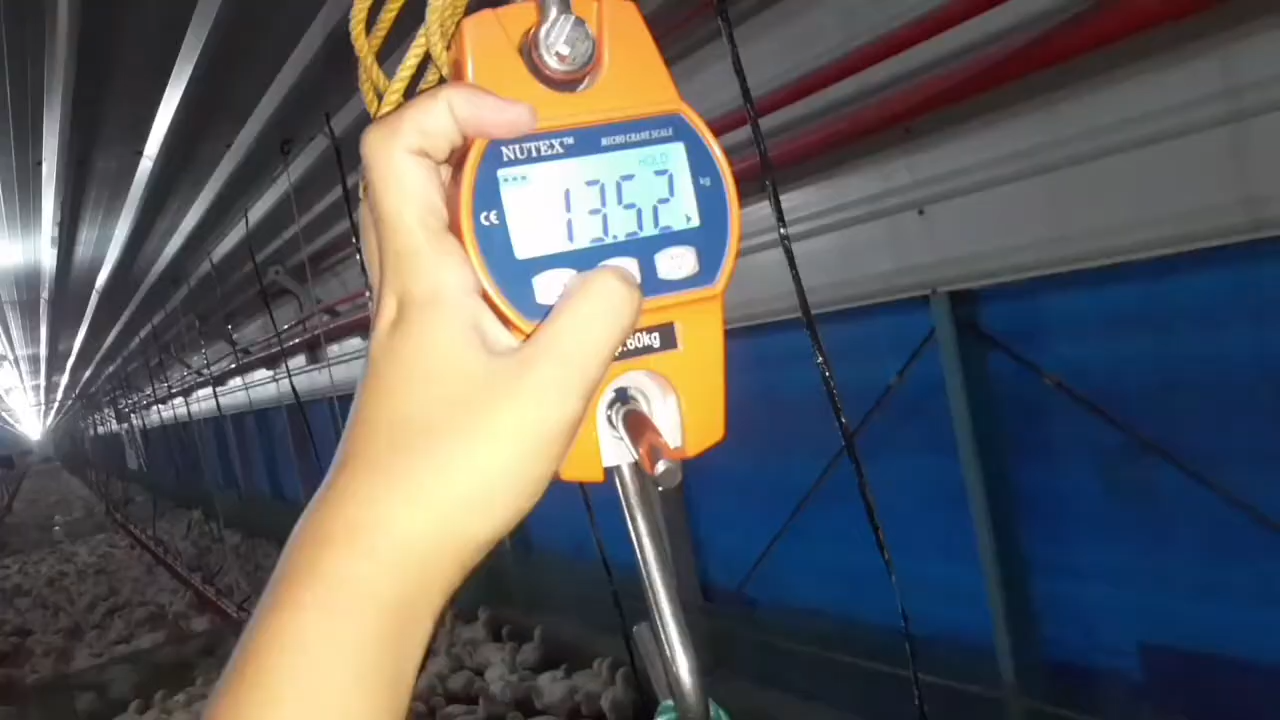 NUTEX™ MICRO CRANE SCALE
HOLD
13.52 kg
CE
.60kg